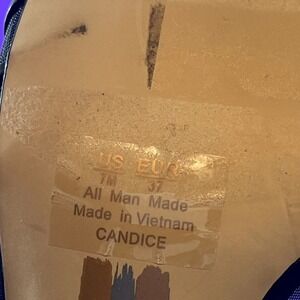 US EUR
7M 37
All Man Made
Made in Vietnam
CANDICE